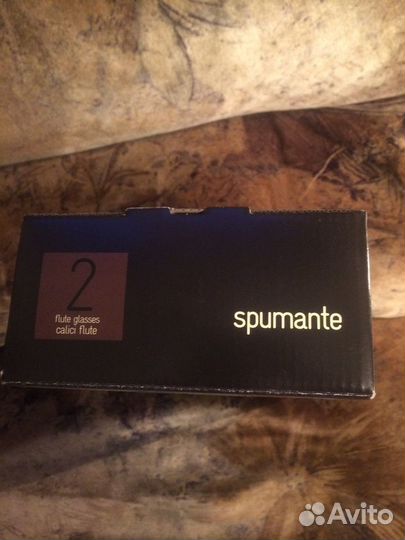 2
flute glasses
calici flute
spumante
Avito